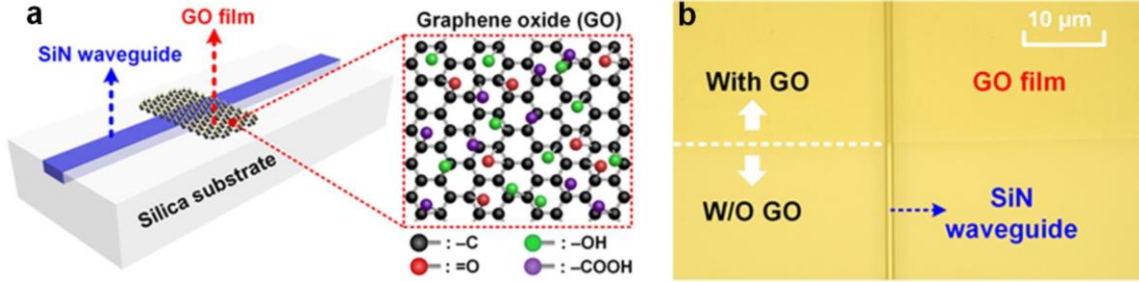 a
GO film
SiN waveguide
Silica substrate
Graphene oxide (GO)
: –C
: –OH
: =O
: –COOH
b
10 μm
With GO
GO film
W/O GO
SiN
waveguide